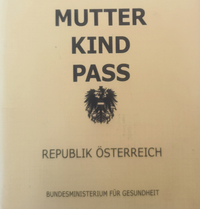 MUTTER
KIND
PASS
REPUBLIK ÖSTERREICH
BUNDESMINISTERIUM FÜR GESUNDHEIT